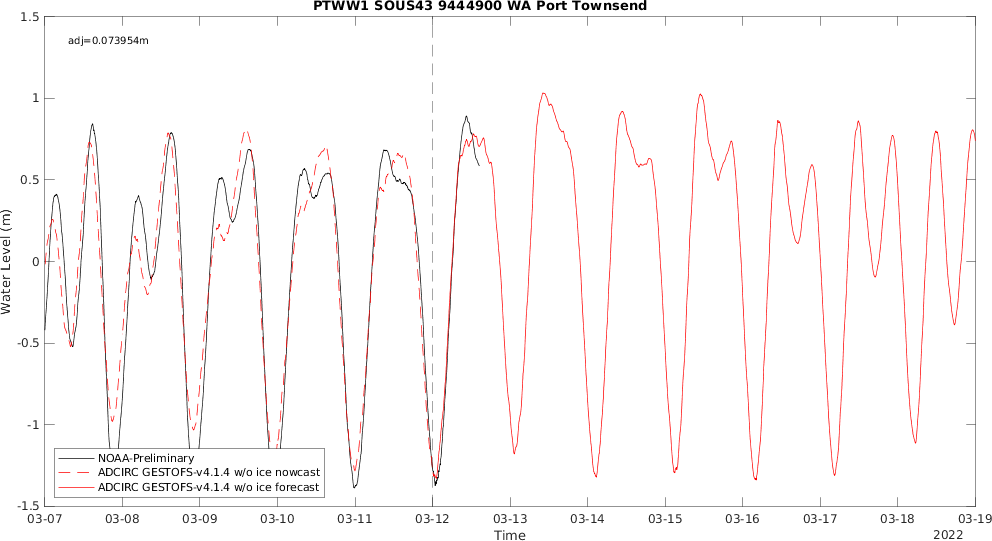 PTWW1 SOUS43 9444900 WA Port Townsend
adj=0.073954m
1.5
1
0.5
0
-0.5
-1
-1.5
Water Level (m)
NOAA-Preliminary
ADCIRC GESTOFS-v4.1.4 w/o ice nowcast
ADCIRC GESTOFS-v4.1.4 w/o ice forecast
03-07 03-08 03-09 03-10 03-11 03-12 03-13 03-14 03-15 03-16 03-17 03-18 03-19
Time
2022